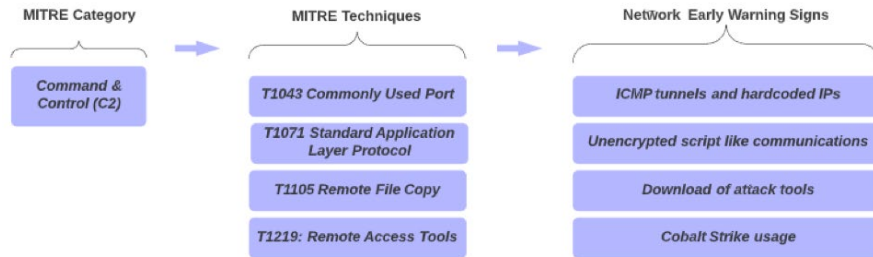 MITRE Category
MITRE Techniques
Network Early Warning Signs
Command &
Control (C2)
T1043 Commonly Used Port
T1071 Standard Application
Layer Protocol
T1105 Remote File Copy
T1219: Remote Access Tools
ICMP tunnels and hardcoded IPs
Unencrypted script like communications
Download of attack tools
Cobalt Strike usage